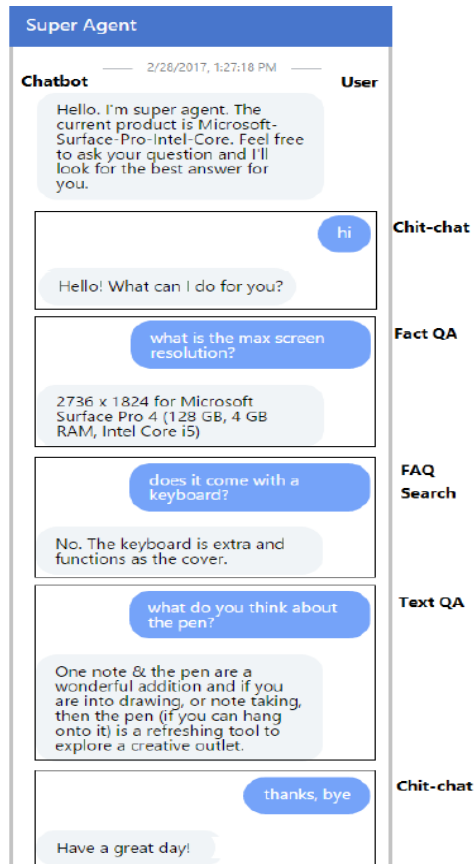 Super Agent
2/28/2017, 1:27:18 PM
Chatbot
User
Hello. I'm super agent. The
current product is Microsoft-
Surface-Pro-Intel-Core. Feel free
to ask your question and I'll
look for the best answer for
you.
hi
Chit-chat
Hello! What can I do for you?
what is the max screen
resolution?
Fact QA
2736 x 1824 for Microsoft
Surface Pro 4 (128 GB, 4 GB
RAM, Intel Core i5)
does it come with a
keyboard?
FAQ
Search
No. The keyboard is extra and
functions as the cover.
what do you think about
the pen?
Text QA
One note & the pen are a
wonderful addition and if you
are into drawing, or note taking,
then the pen (if you can hang
onto it) is a refreshing tool to
explore a creative outlet.
thanks, bye
Chit-chat
Have a great day!